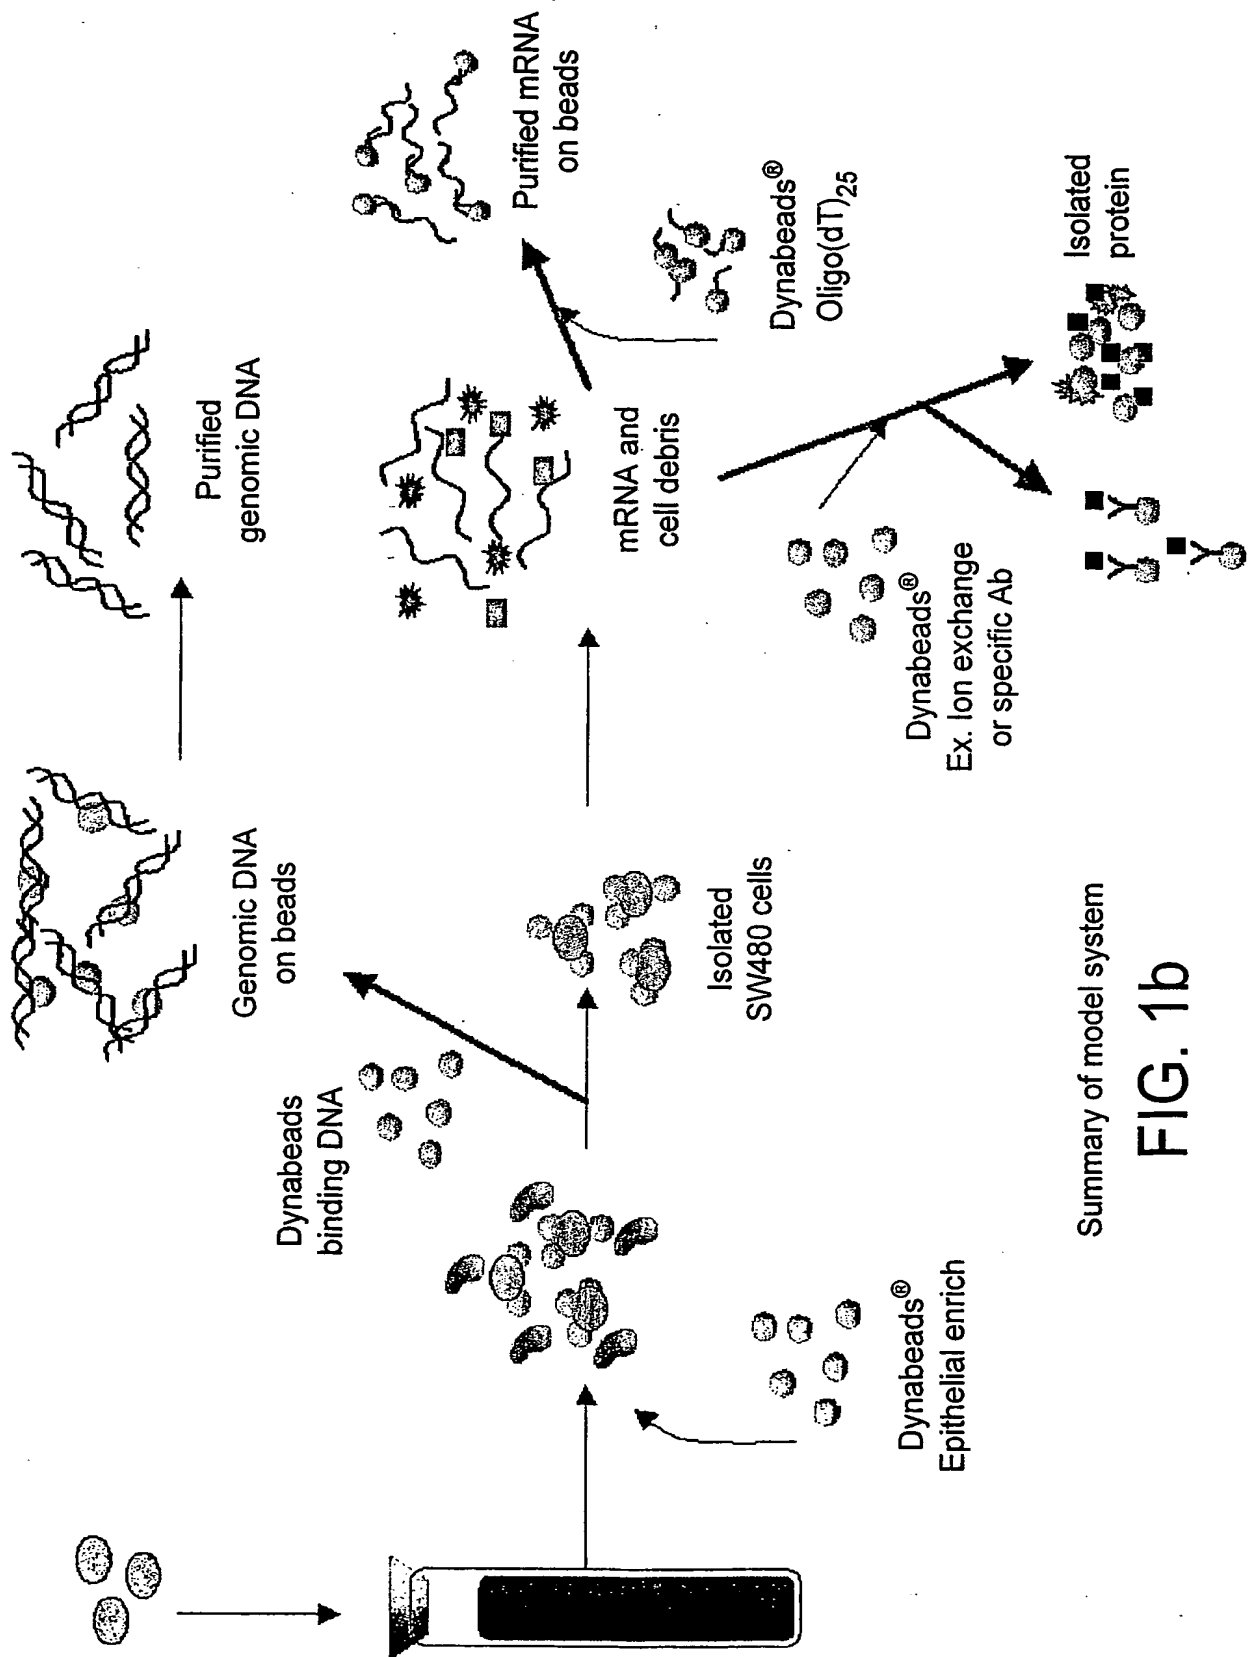 Purified
genomic DNA
Genomic DNA
on beads
Dynabeads
binding DNA
Purified mRNA
on beads
mRNA and
cell debris
Dynabeads®
Oligo(dT)25
Isolated
SW480 cells
Dynabeads®
Epithelial enrich
Dynabeads®
Ex. Ion exchange
or specific Ab
Isolated
protein
Summary of model system
FIG. 1b